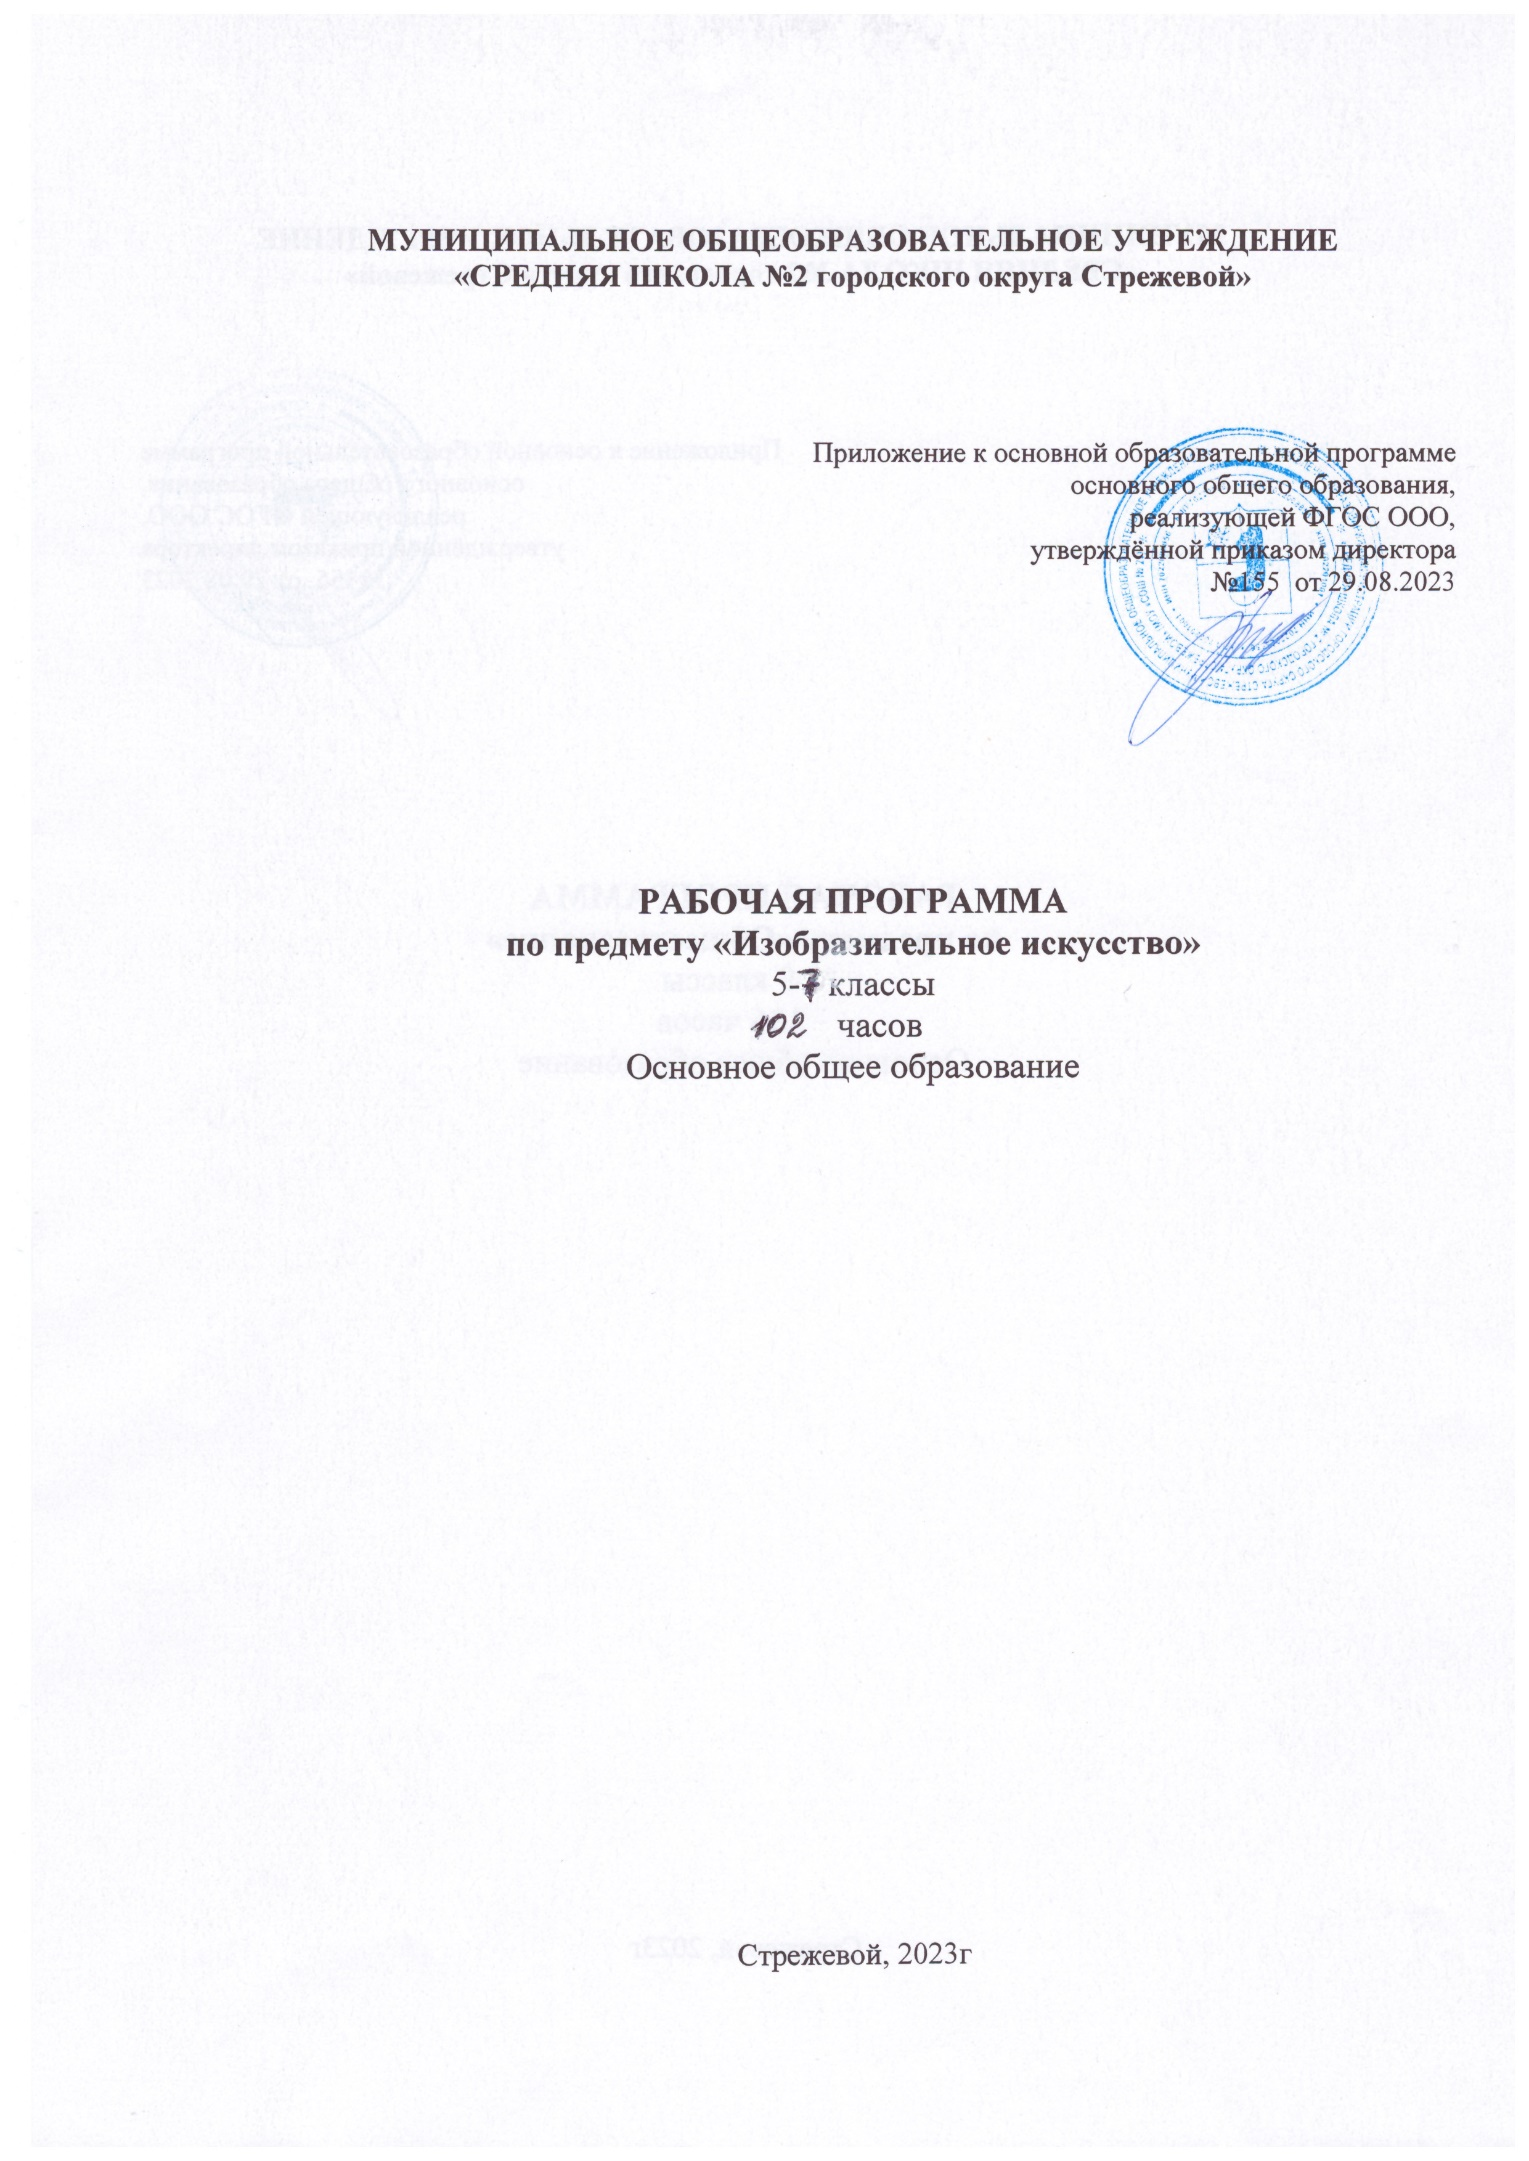 МУНИЦИПАЛЬНОЕ ОБЩЕОБРАЗОВАТЕЛЬНОЕ УЧРЕЖДЕНИЕ
«СРЕДНЯЯ ШКОЛА №2 городского округа Стрежевой»
Приложение к основной образовательной программе
основного общего образования,
реализующей ФГОС ООО,
утверждённой приказом директора
№155 от 29.08.2023
РАБОЧАЯ ПРОГРАММА
по предмету «Изобразительное искусство»
5-7 классы
102 часов
Основное общее образование
Стрежевой, 2023г